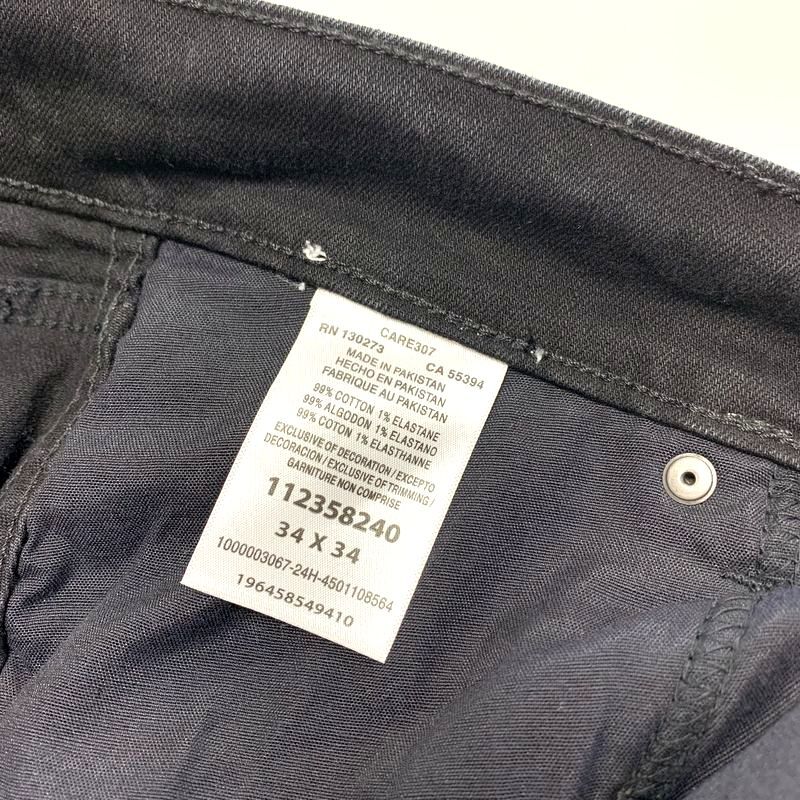 CARE307
RN 130273 CA 55394
MADE IN PAKISTAN
HECHO EN PAKISTAN
FABRIQUE AU PAKISTAN
99% COTTON 1% ELASTANE
99% ALGODON 1% ELASTANO
99% COTON 1% ELASTHANNE
EXCLUSIVE OF DECORATION / EXCEPTO
DECORACION / EXCLUSIVE OF TRIMMING /
GARNITURE NON COMPRISE
112358240
34 X 34
1000003067-24H-4501108564
196458549410